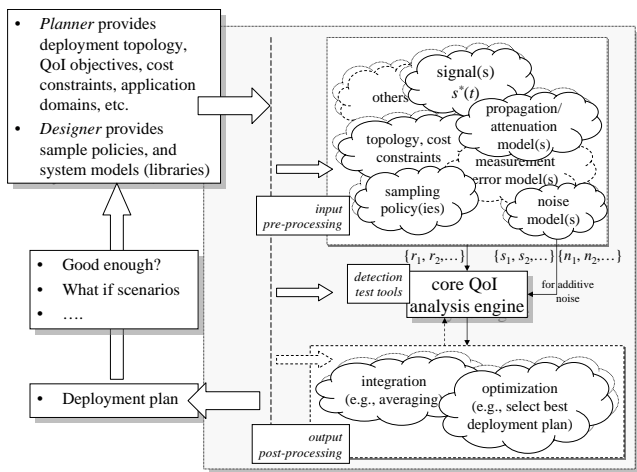 • Planner provides
deployment topology,
QoI objectives, cost
constraints, application
domains, etc.
• Designer provides
sample policies, and
system models (libraries)
• Good enough?
• What if scenarios
• ….
• Deployment plan
signal(s)
s*(t)
others
propagation/
attenuation
model(s)
topology, cost
constraints
measurement
error model(s)
sampling
policy(ies)
noise
model(s)
input
pre-processing
{r1, r2,…}
{s1, s2,…}
{n1, n2,…}
detection
test tools
core QoI
analysis engine
for additive
noise
integration
(e.g., averaging)
optimization
(e.g., select best
deployment plan)
output
post-processing